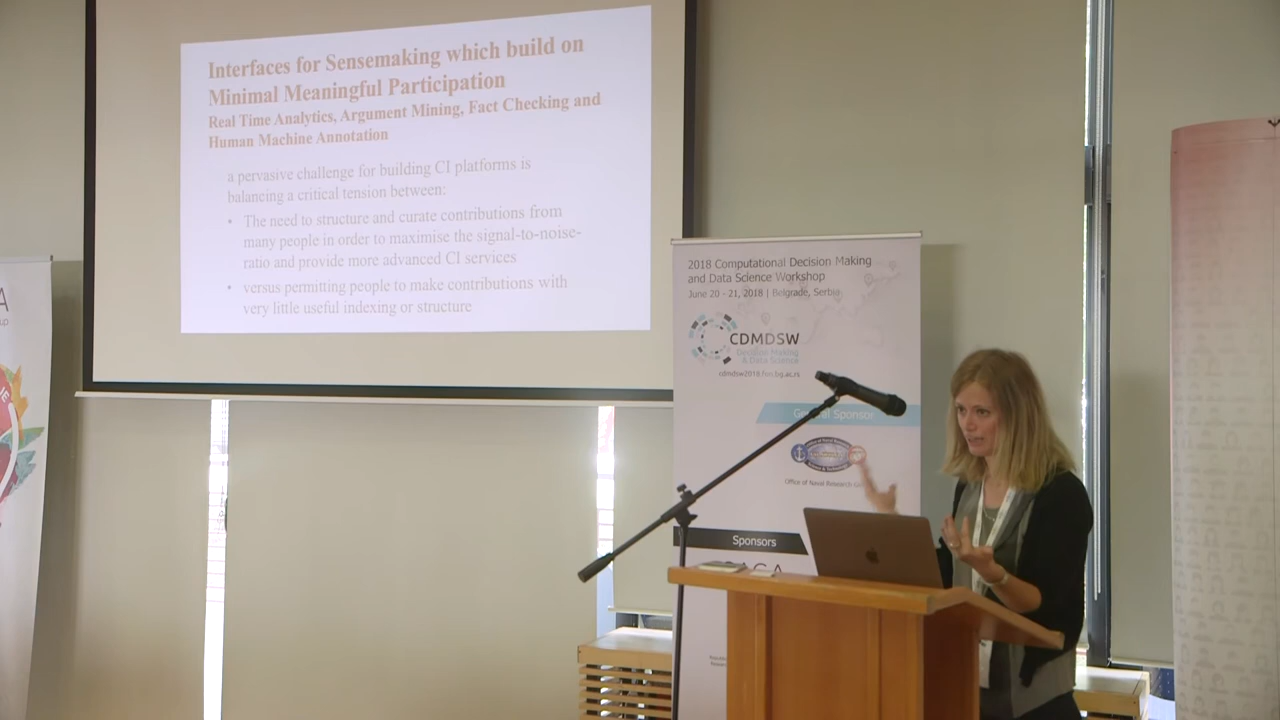 Interfaces for Sensemaking which build on
Minimal Meaningful Participation
Real Time Analytics, Argument Mining, Fact Checking and
Human Machine Annotation
a pervasive challenge for building CI platforms is
balancing a critical tension between:
• The need to structure and curate contributions from
many people in order to maximise the signal-to-noise-
ratio and provide more advanced CI services
• versus permitting people to make contributions with
very little useful indexing or structure
2018 Computational Decision Making
and Data Science Workshop
June 20 - 21, 2018 | Belgrade, Serbia
CDMDSW
Decision Making
& Data Science
cdmdsw2018.fon.bg.ac.rs
Sponsor
Office of Naval Research
Sponsors